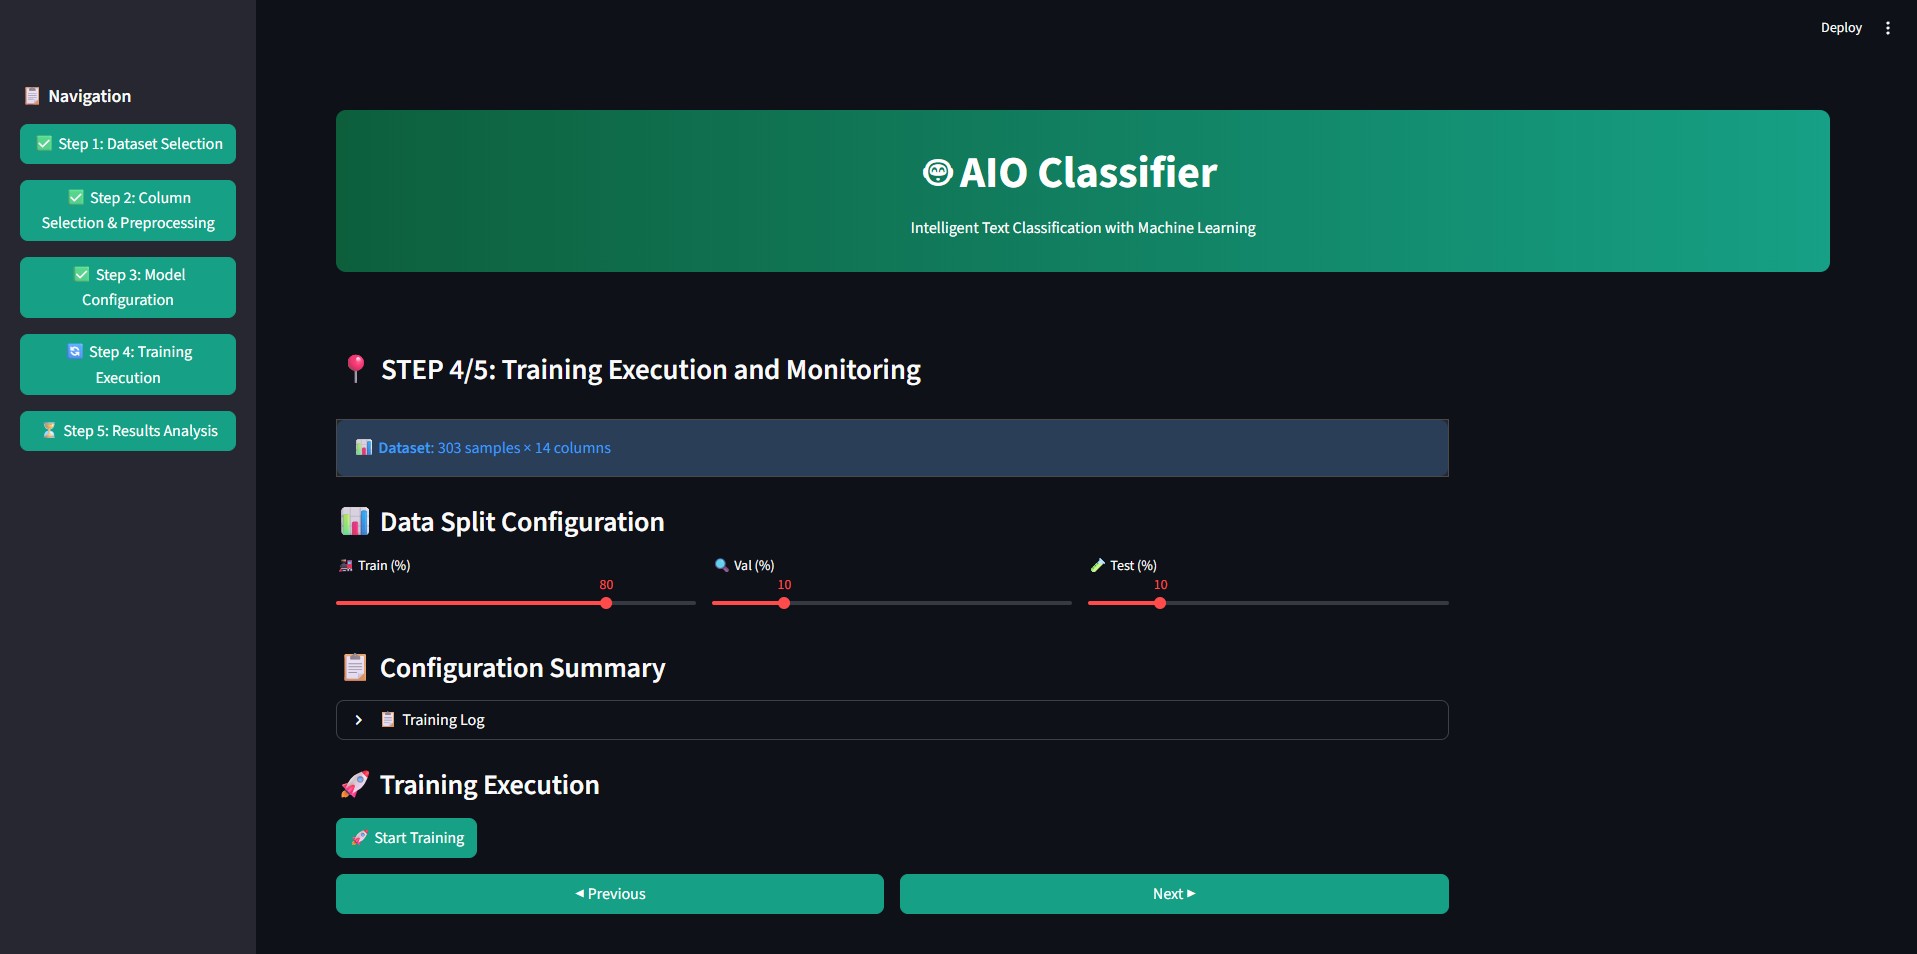 Deploy
Navigation
Step 1: Dataset Selection
Step 2: Column
Selection & Preprocessing
Step 3: Model
Configuration
Step 4: Training
Execution
Step 5: Results Analysis
AIO Classifier
Intelligent Text Classification with Machine Learning
STEP 4/5: Training Execution and Monitoring
Dataset: 303 samples × 14 columns
Data Split Configuration
Train (%)
80
Val (%)
10
Test (%)
10
Configuration Summary
Training Log
Training Execution
Start Training
Previous
Next